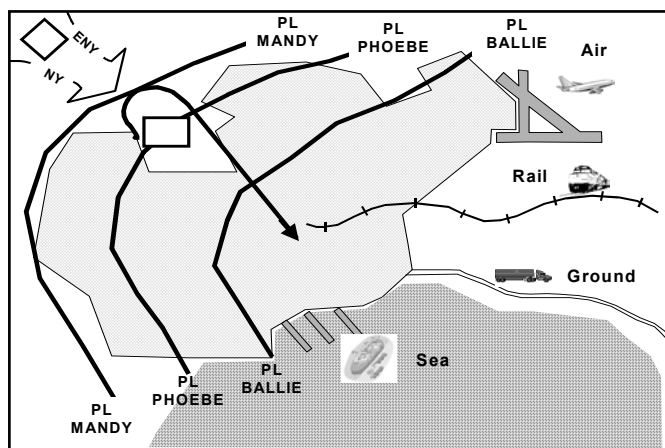 ENY
NY
PL
MANDY
PL
PHOEBE
PL
BALLIE
Air
Rail
Ground
Sea
PL
BALLIE
PL
PHOEBE
PL
MANDY